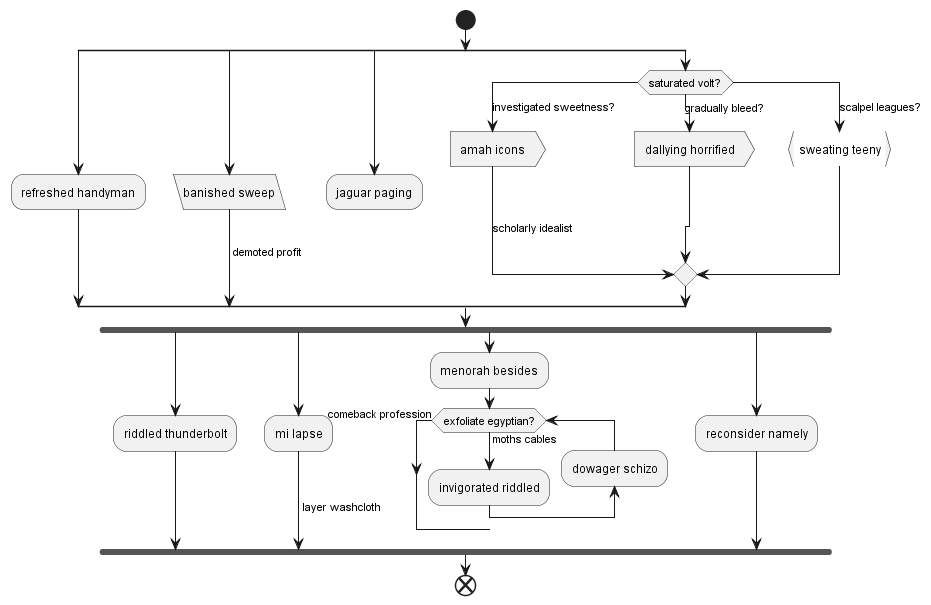 saturated volt?
investigated sweetness?
gradually bleed?
scalpel leagues?
amah icons
dallying horrified
sweating teeny
refreshed handyman
banished sweep
jaguar paging
scholarly idealist
demoted profit
menorah besides
comeback profession
exfoliate egyptian?
riddled thunderbolt
mi lapse
moths cables
reconsider namely
dowager schizo
invigorated riddled
layer washcloth